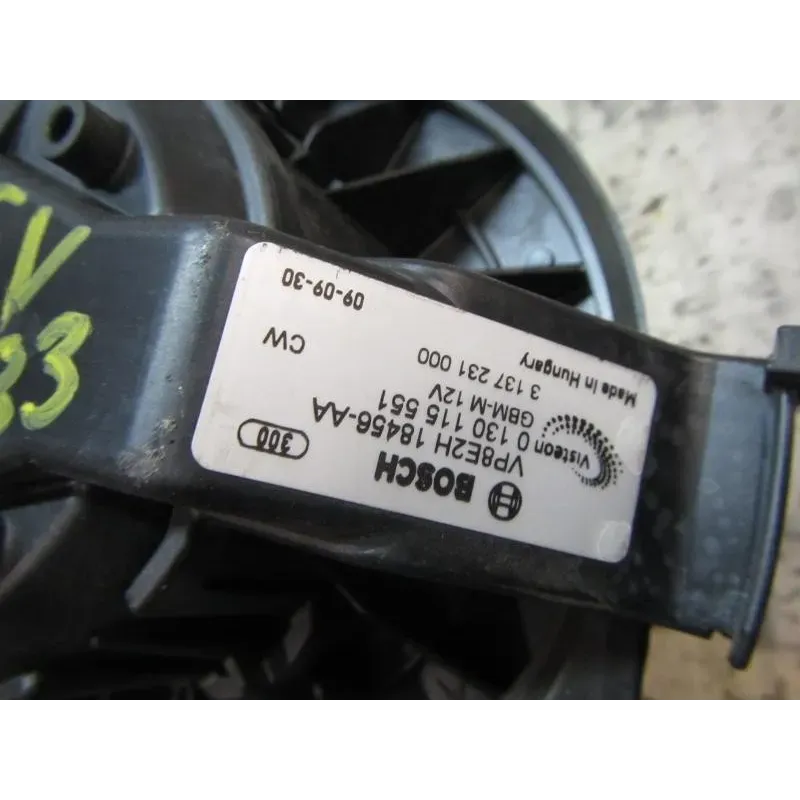 BOSCH
300
VP8E2H 18456-AA
Visteon 0 130 115 551
GBM-M 12V
CW
3 137 231 000
Made in Hungary
09-09-30
33